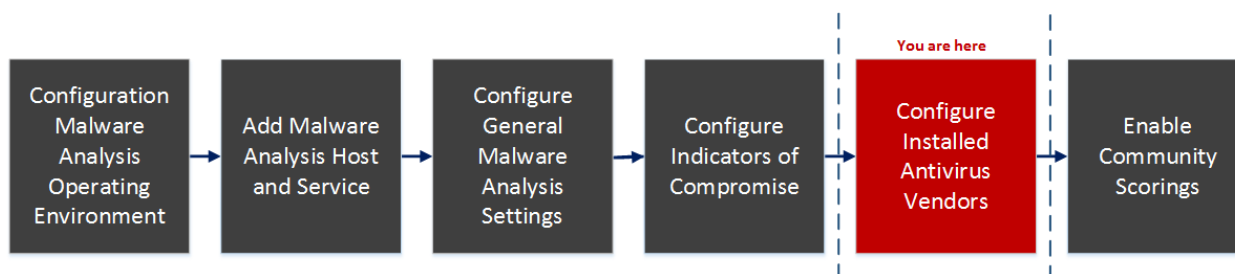 You are here
Configuration
Malware
Analysis
Operating
Environment
Add Malware
Analysis Host
and Service
Configure
General
Malware
Analysis
Settings
Configure
Indicators of
Compromise
Configure
Installed
Antivirus
Vendors
Enable
Community
Scorings